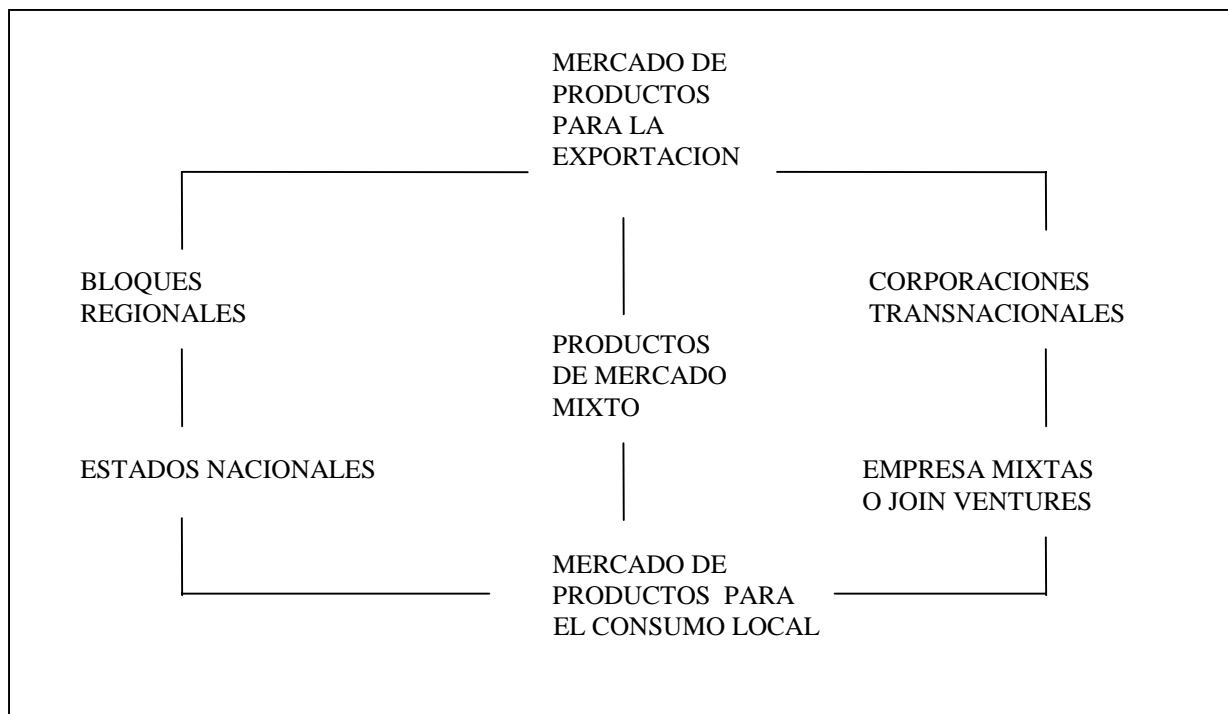 MERCADO DE
PRODUCTOS
PARA LA
EXPORTACION
BLOQUES
REGIONALES
CORPORACIONES
TRANSNACIONALES
PRODUCTOS
DE MERCADO
MIXTO
ESTADOS NACIONALES
EMPRESA MIXTAS
O JOIN VENTURES
MERCADO DE
PRODUCTOS PARA
EL CONSUMO LOCAL